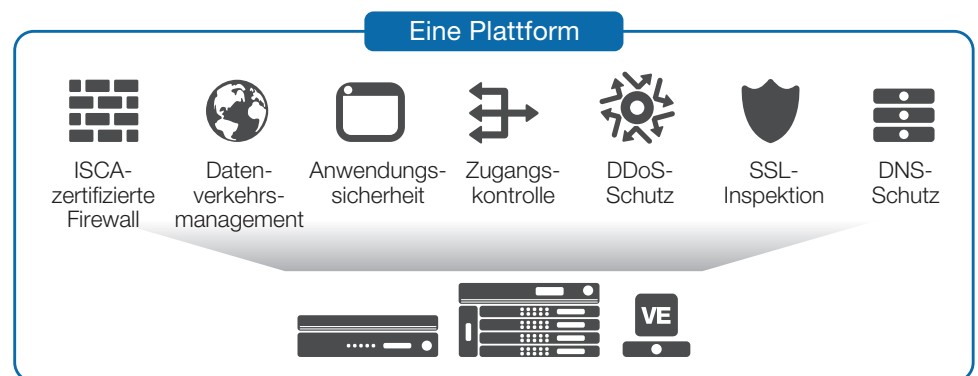 Eine Plattform
ISCA-
zertifizierte
Firewall
Daten-
verkehrs-
management
Anwendungs-
sicherheit
Zugangs-
kontrolle
DDoS-
Schutz
SSL-
Inspektion
DNS-
Schutz
VE